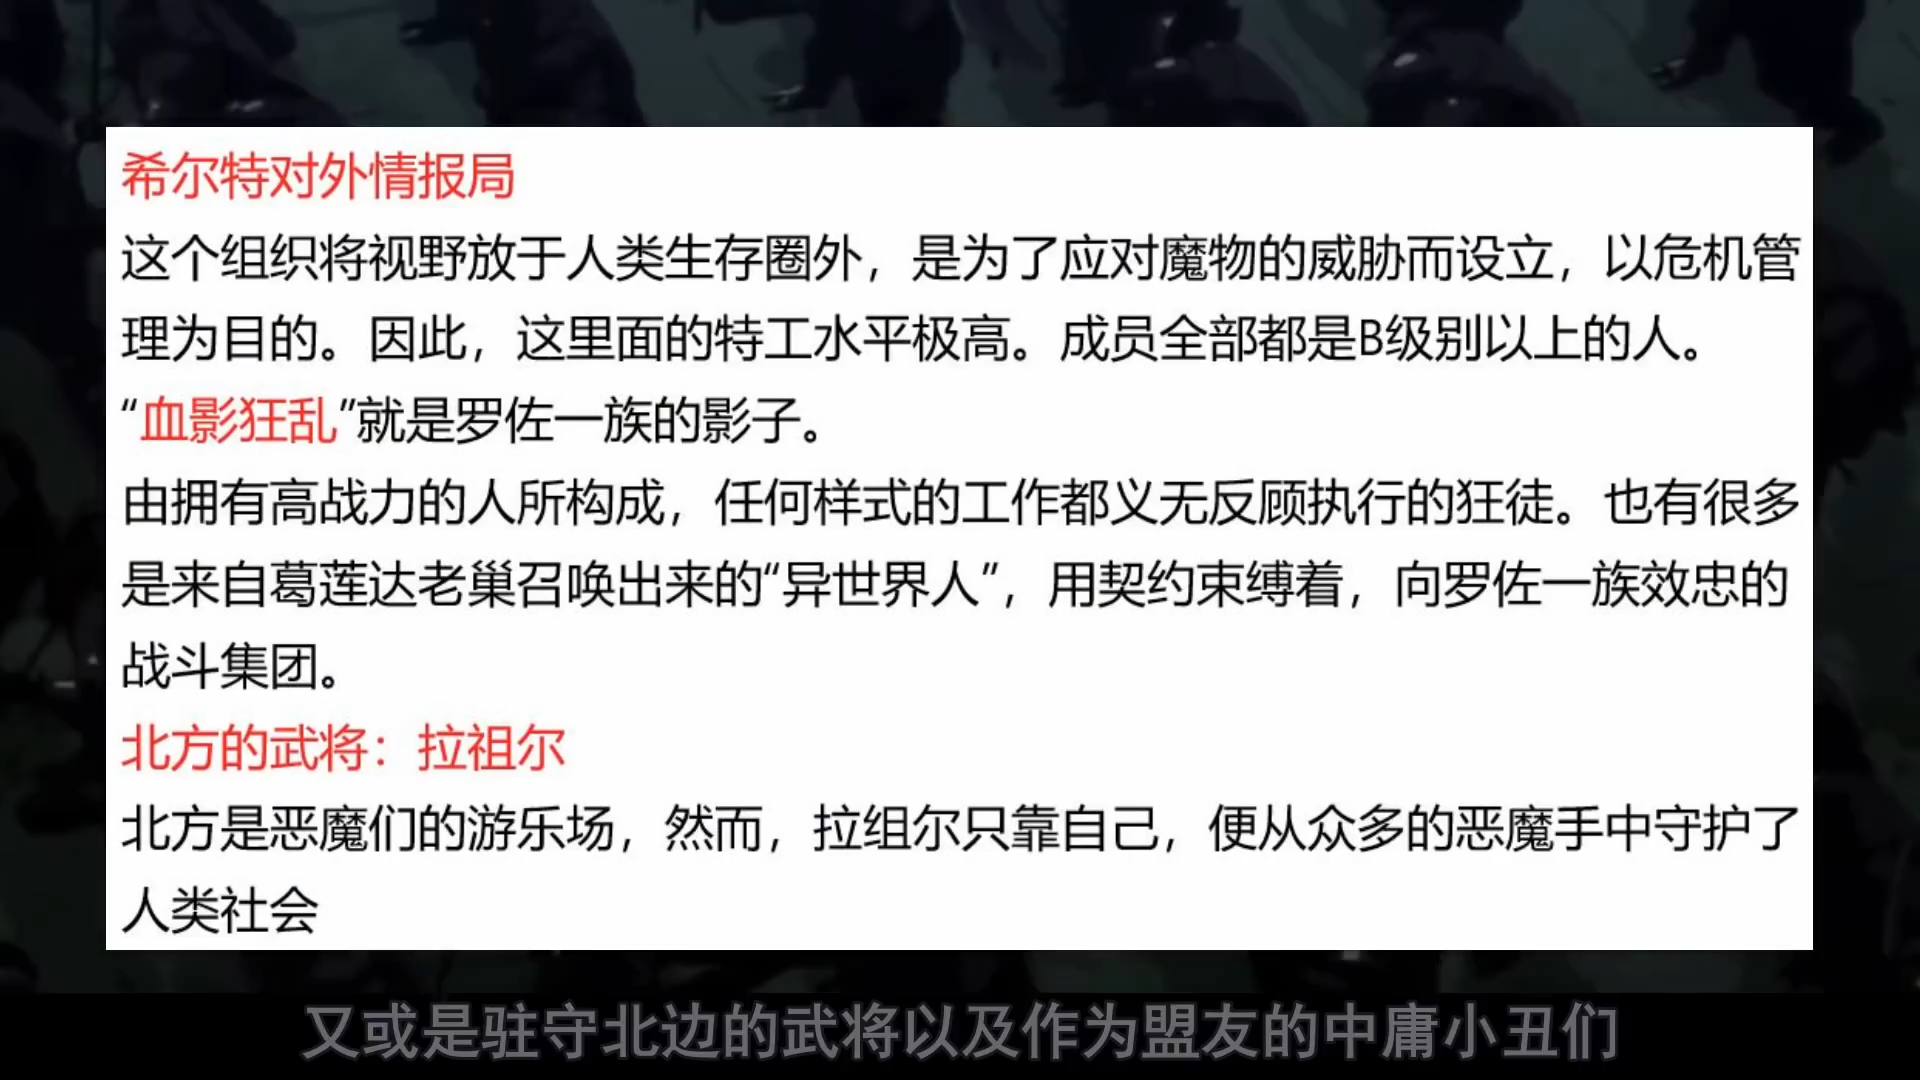 希尔特对外情报局
这个组织将视野放于人类生存圈外，是为了应对魔物的威胁而设立，以危机管
理为目的。因此，这里面的特工水平极高。成员全部都是B级别以上的人。
“血影狂乱”就是罗佐一族的影子。
由拥有高战力的人所构成，任何样式的工作都义无反顾执行的狂徒。也有很多
是来自葛莲达老巢召唤出来的“异世界人”，用契约束缚着，向罗佐一族效忠的
战斗集团。
北方的武将：拉祖尔
北方是恶魔们的游乐场，然而，拉组尔只靠自己，便从众多的恶魔手中守护了
人类社会
又或是驻守北边的武将以及作为盟友的中庸小丑们